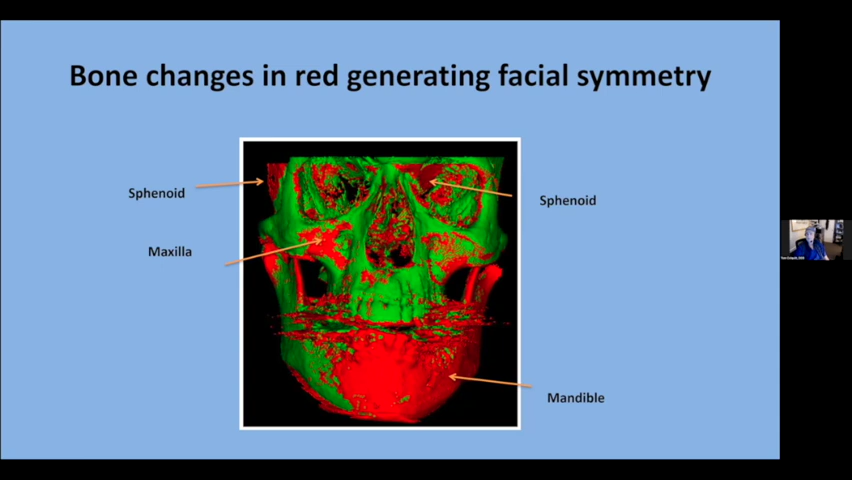 Bone changes in red generating facial symmetry
Sphenoid
Sphenoid
Maxilla
Mandible